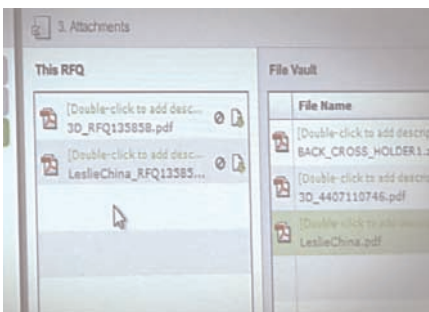 3. Attachments
This RFQ
[Double-click to add desc...
3D_RFQ135858.pdf
[Double-click to add desc...
LeslieChina_RFQ13585...
File Vault
File Name
[Double-click to add descrip
BACK_CROSS_HOLDER1.
[Double-click to add descrip
3D_4407110746.pdf
[Double-click to add descrip
LeslieChina.pdf